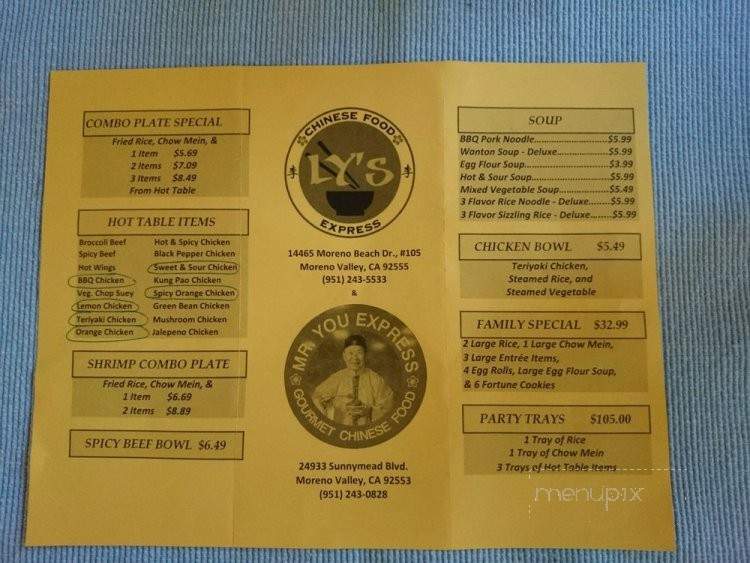 COMBO PLATE SPECIAL
Fried Rice, Chow Mein, &
1 Item $5.69
2 Items $7.09
3 Items $8.49
From Hot Table
HOT TABLE ITEMS
Broccoli Beef Hot & Spicy Chicken
Spicy Beef Black Pepper Chicken
Hot Wings Sweet & Sour Chicken
BBQ Chicken Kung Pao Chicken
Veg. Chop Suey Spicy Orange Chicken
Lemon Chicken Green Bean Chicken
Teriyaki Chicken Mushroom Chicken
Orange Chicken Jalepeno Chicken
SHRIMP COMBO PLATE
Fried Rice, Chow Mein, &
1 Item $6.69
2 Items $8.89
SPICY BEEF BOWL $6.49
CHINESE FOOD
LY'S
EXPRESS
14465 Moreno Beach Dr., #105
Moreno Valley, CA 92555
(951) 243-5533
&
MR. YOU EXPRESS
GOURMET CHINESE FOOD
24933 Sunnymead Blvd.
Moreno Valley, CA 92553
(951) 243-0828
SOUP
BBQ Pork Noodle..............................$5.99
Wanton Soup - Deluxe......................$5.99
Egg Flour Soup..................................$3.99
Hot & Sour Soup...............................$5.99
Mixed Vegetable Soup.....................$5.49
3 Flavor Rice Noodle - Deluxe........$5.99
3 Flavor Sizzling Rice - Deluxe.......$5.99
CHICKEN BOWL $5.49
Teriyaki Chicken,
Steamed Rice, and
Steamed Vegetable
FAMILY SPECIAL $32.99
2 Large Rice, 1 Large Chow Mein,
3 Large Entrée Items,
4 Egg Rolls, Large Egg Flour Soup,
& 6 Fortune Cookies
PARTY TRAYS $105.00
1 Tray of Rice
1 Tray of Chow Mein
3 Trays of Hot Table Items
menupix